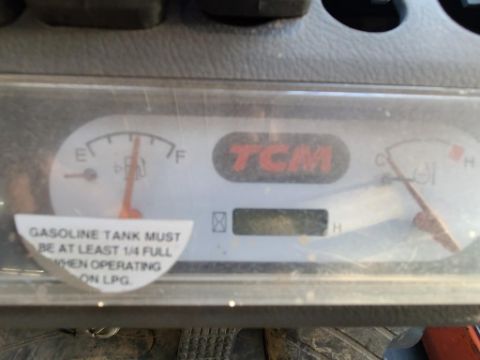 E F
TCM
C H
H
GASOLINE TANK MUST
BE AT LEAST 1/4 FULL
WHEN OPERATING
ON LPG.